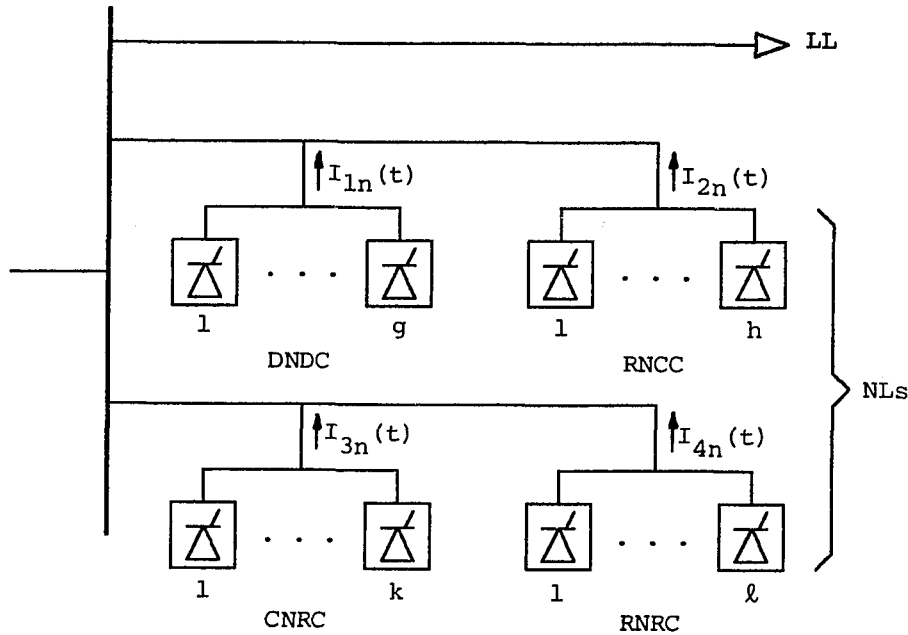 LL
I1n(t) I2n(t)
1 . . . g 1 . . . h
DNDC RNCC
NLs
I3n(t) I4n(t)
1 . . . k 1 . . . ℓ
CNRC RNRC